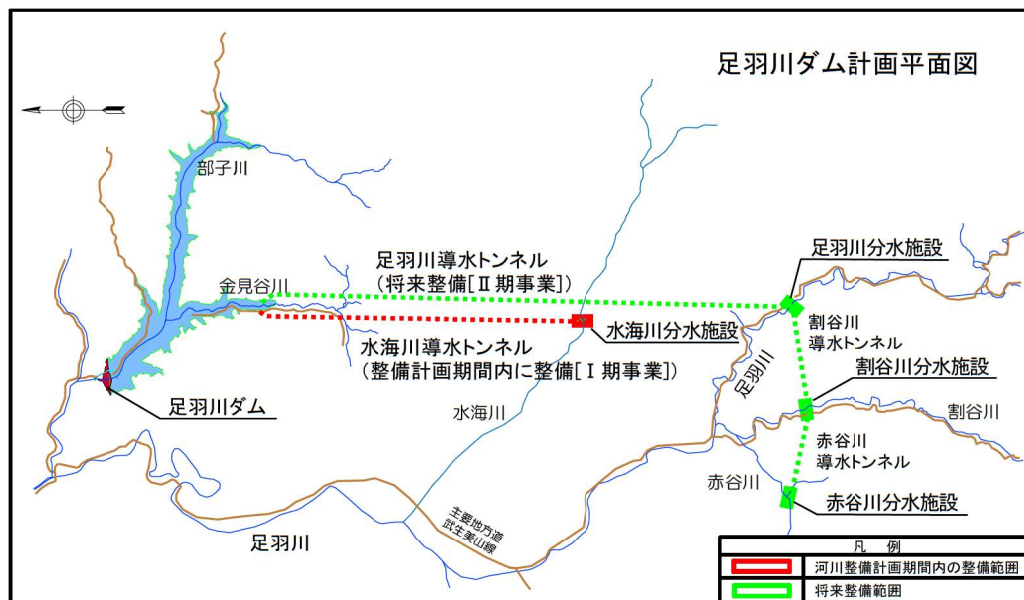 足羽川ダム計画平面図
部子川
金見谷川
足羽川導水トンネル
(将来整備[Ⅱ期事業])
水海川導水トンネル
(整備計画期間内に整備[Ⅰ期事業])
水海川分水施設
足羽川分水施設
割谷川
導水トンネル
足羽川
割谷川分水施設
割谷川
足羽川ダム
水海川
赤谷川
導水トンネル
赤谷川
赤谷川分水施設
主要地方道
武生美山線
足羽川
凡 例
河川整備計画期間内の整備範囲
将来整備範囲